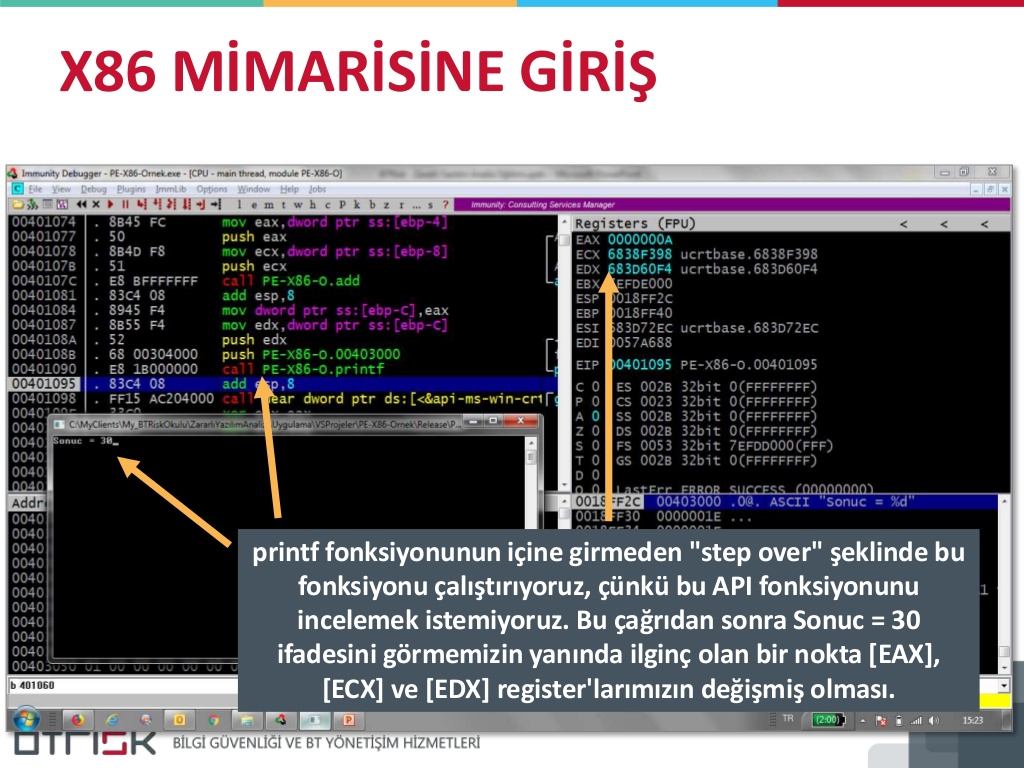 X86 MİMARİSİNE GİRİŞ
Immunity Debugger - PE-X86-Ornek.exe - [CPU - main thread, module PE-X86-O]
File View Debug Plugins ImmLib Options Window Help Jobs
l e m t w h c P k b z r ... s ? Immunity: Consulting Services Manager
00401074 . 8B45 FC mov eax,dword ptr ss:[ebp-4]
00401077 . 50 push eax
00401078 . 8B4D F8 mov ecx,dword ptr ss:[ebp-8]
0040107B . 51 push ecx
0040107C . E8 BFFFFFFF call PE-X86-O.add
00401081 . 83C4 08 add esp,8
00401084 . 8945 F4 mov dword ptr ss:[ebp-C],eax
00401087 . 8B55 F4 mov edx,dword ptr ss:[ebp-C]
0040108A . 52 push edx
0040108B . 68 00304000 push PE-X86-O.00403000
00401090 . E8 1B000000 call PE-X86-O.printf
00401095 . 83C4 08 add esp,8
00401098 . FF15 AC204000 call near dword ptr ds:[<&api-ms-win-crt
Registers (FPU) < < <
EAX 0000000A
ECX 6838F398 ucrtbase.6838F398
EDX 683D60F4 ucrtbase.683D60F4
EBX 7EFDE000
ESP 0018FF2C
EBP 0018FF40
ESI 683D72EC ucrtbase.683D72EC
EDI 0057A688
EIP 00401095 PE-X86-O.00401095
C 0 ES 002B 32bit 0(FFFFFFFF)
P 0 CS 0023 32bit 0(FFFFFFFF)
A 0 SS 002B 32bit 0(FFFFFFFF)
Z 0 DS 002B 32bit 0(FFFFFFFF)
S 0 FS 0053 32bit 7EFDD000(FFF)
T 0 GS 002B 32bit 0(FFFFFFFF)
D 0
O 0 LastErr ERROR_SUCCESS (00000000)
C:\MyClients\My_BTRiskOkulu\ZararlıYazılımAnalizi\Uygulama\VSProjeler\PE-X86-Ornek\Release\P...
Sonuc = 30
Addr
0018FF2C 00403000 .0@. ASCII "Sonuc = %d"
0018FF30 0000001E ...
printf fonksiyonunun içine girmeden "step over" şeklinde bu
fonksiyonu çalıştırıyoruz, çünkü bu API fonksiyonunu
incelemek istemiyoruz. Bu çağrıdan sonra Sonuc = 30
ifadesini görmemizin yanında ilginç olan bir nokta [EAX],
[ECX] ve [EDX] register'larımızın değişmiş olması.
b 401060
TR (2:00) 15:23
BTRISK BİLGİ GÜVENLİĞİ VE BT YÖNETİŞİM HİZMETLERİ